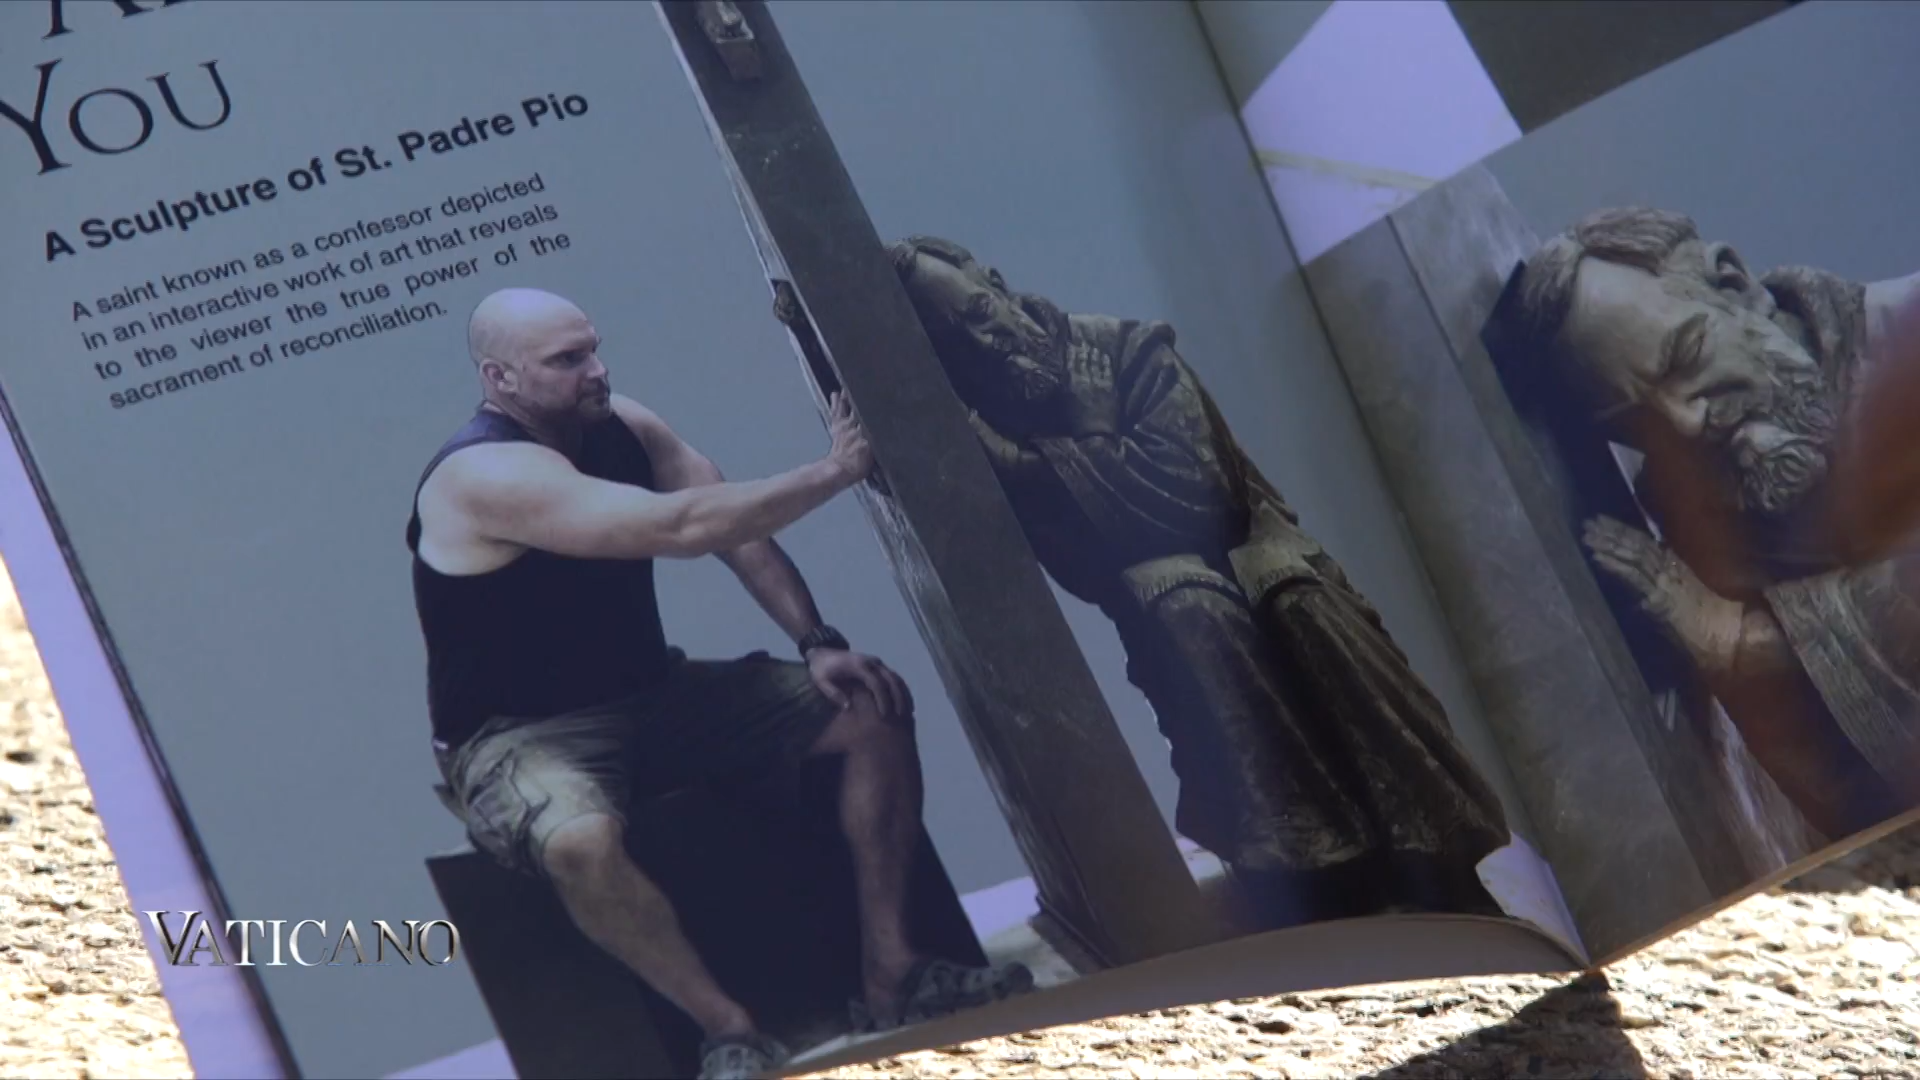 YOU
A Sculpture of St. Padre Pio
A saint known as a confessor depicted
in an interactive work of art that reveals
to the viewer the true power of the
sacrament of reconciliation.
VATICANO